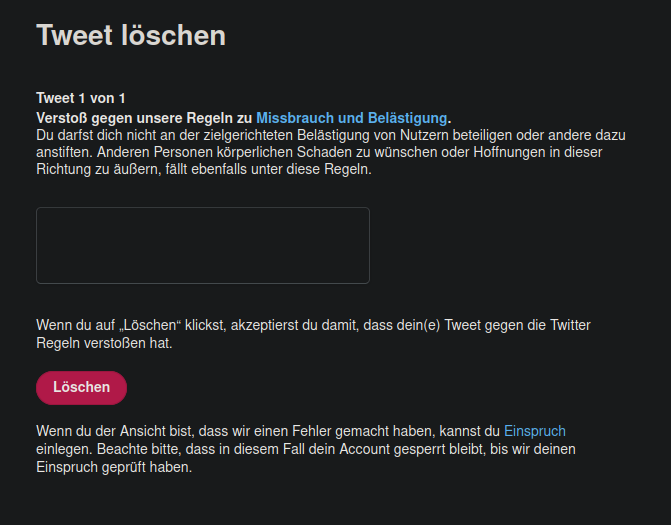 Tweet löschen
Tweet 1 von 1
Verstoß gegen unsere Regeln zu Missbrauch und Belästigung.
Du darfst dich nicht an der zielgerichteten Belästigung von Nutzern beteiligen oder andere dazu
anstiften. Anderen Personen körperlichen Schaden zu wünschen oder Hoffnungen in dieser
Richtung zu äußern, fällt ebenfalls unter diese Regeln.
Wenn du auf „Löschen“ klickst, akzeptierst du damit, dass dein(e) Tweet gegen die Twitter
Regeln verstoßen hat.
Löschen
Wenn du der Ansicht bist, dass wir einen Fehler gemacht haben, kannst du Einspruch
einlegen. Beachte bitte, dass in diesem Fall dein Account gesperrt bleibt, bis wir deinen
Einspruch geprüft haben.